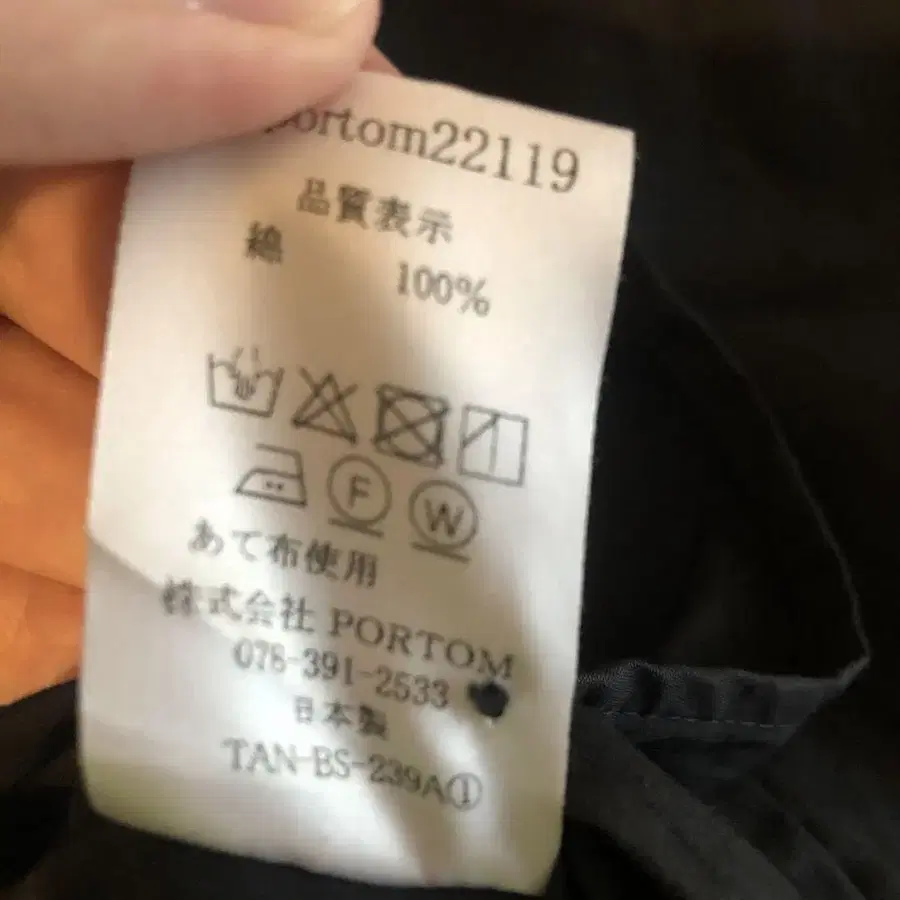 portom22119
品質表示
綿 100%
F W
あて布使用
株式会社 PORTOM
078-391-2533
日本製
TAN-BS-239A①